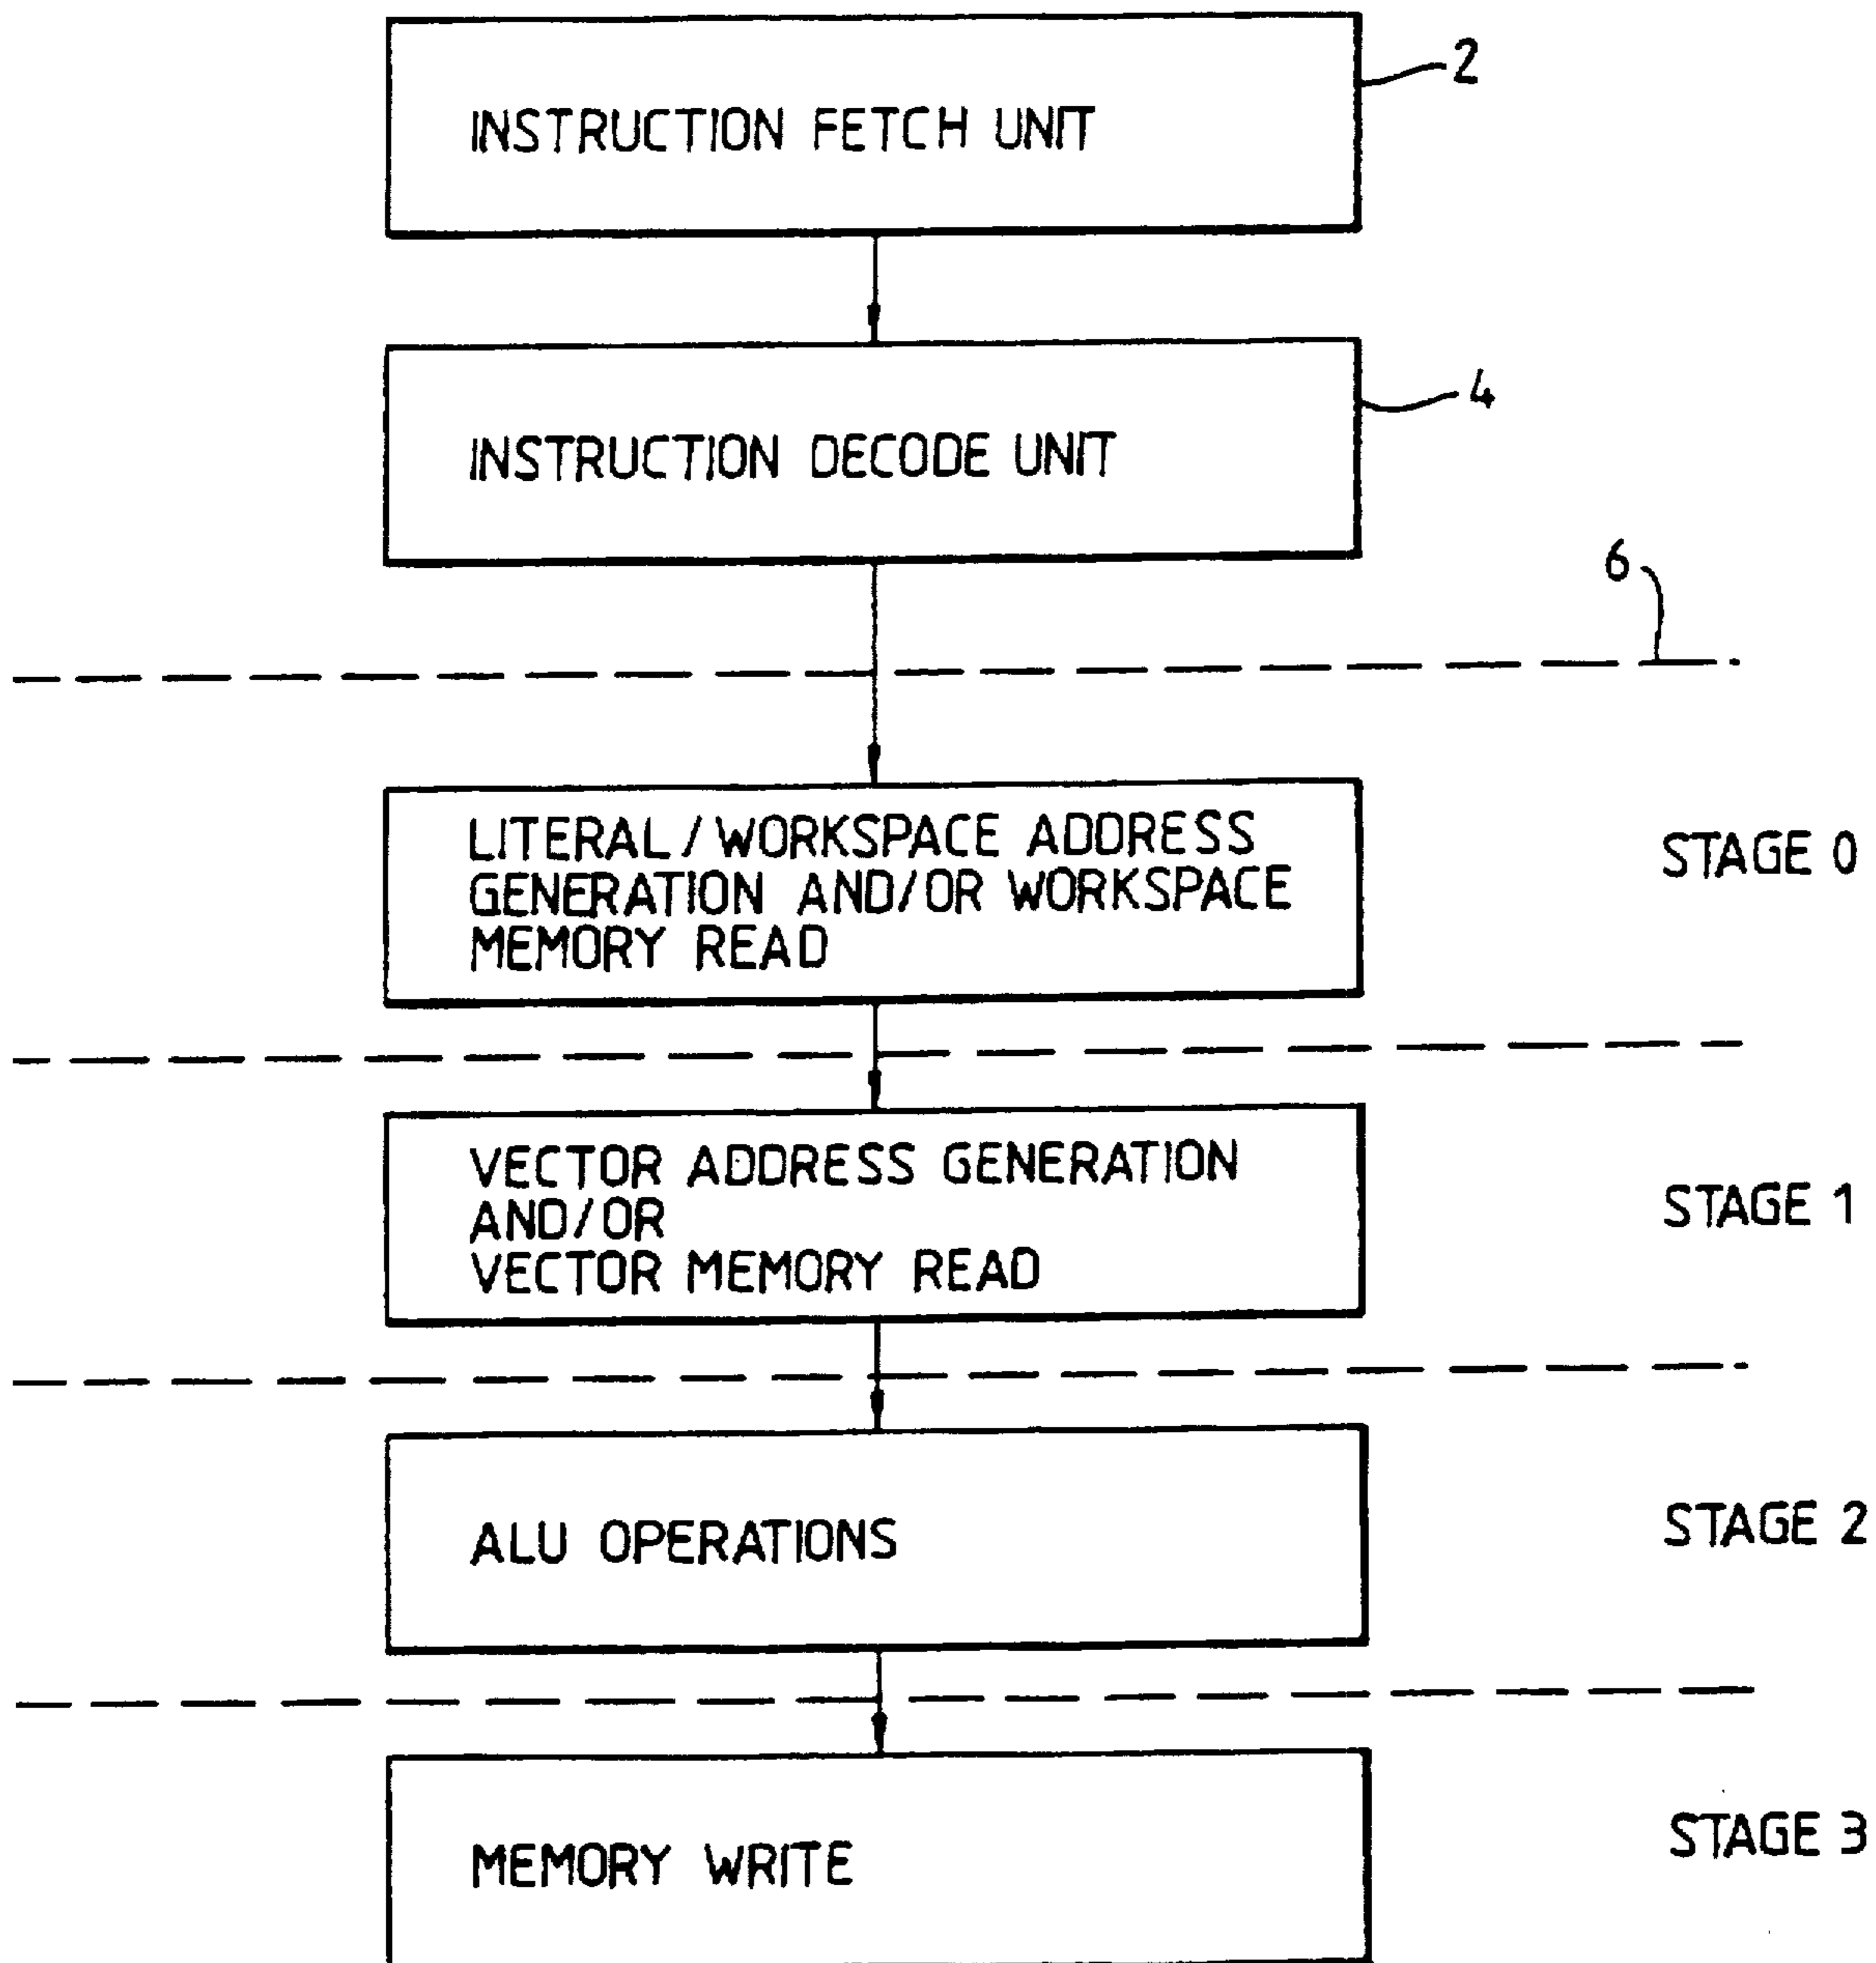 2
INSTRUCTION FETCH UNIT
4
INSTRUCTION DECODE UNIT
6
LITERAL/WORKSPACE ADDRESS
GENERATION AND/OR WORKSPACE
MEMORY READ
STAGE 0
VECTOR ADDRESS GENERATION
AND/OR
VECTOR MEMORY READ
STAGE 1
ALU OPERATIONS
STAGE 2
MEMORY WRITE
STAGE 3